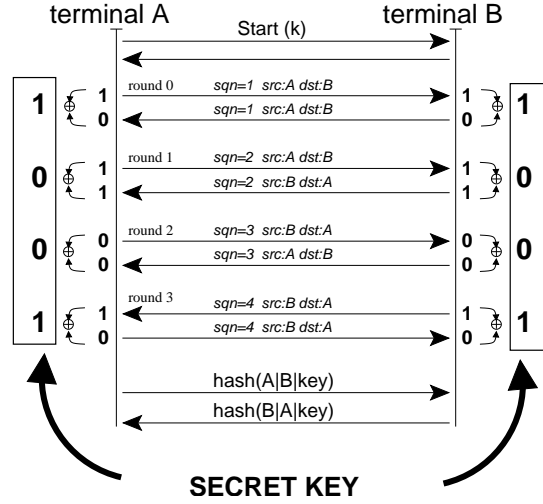 terminal A terminal B
Start (k)
round 0 sqn=1 src:A dst:B
1 1 1 1
0 sqn=1 src:A dst:B 0
round 1 sqn=2 src:A dst:B
0 1 1 0
1 sqn=2 src:B dst:A 1
round 2 sqn=3 src:B dst:A
0 0 0 0
0 sqn=3 src:A dst:B 0
round 3 sqn=4 src:B dst:A
1 1 1 1
0 sqn=4 src:B dst:A 0
hash(A|B|key)
hash(B|A|key)
SECRET KEY